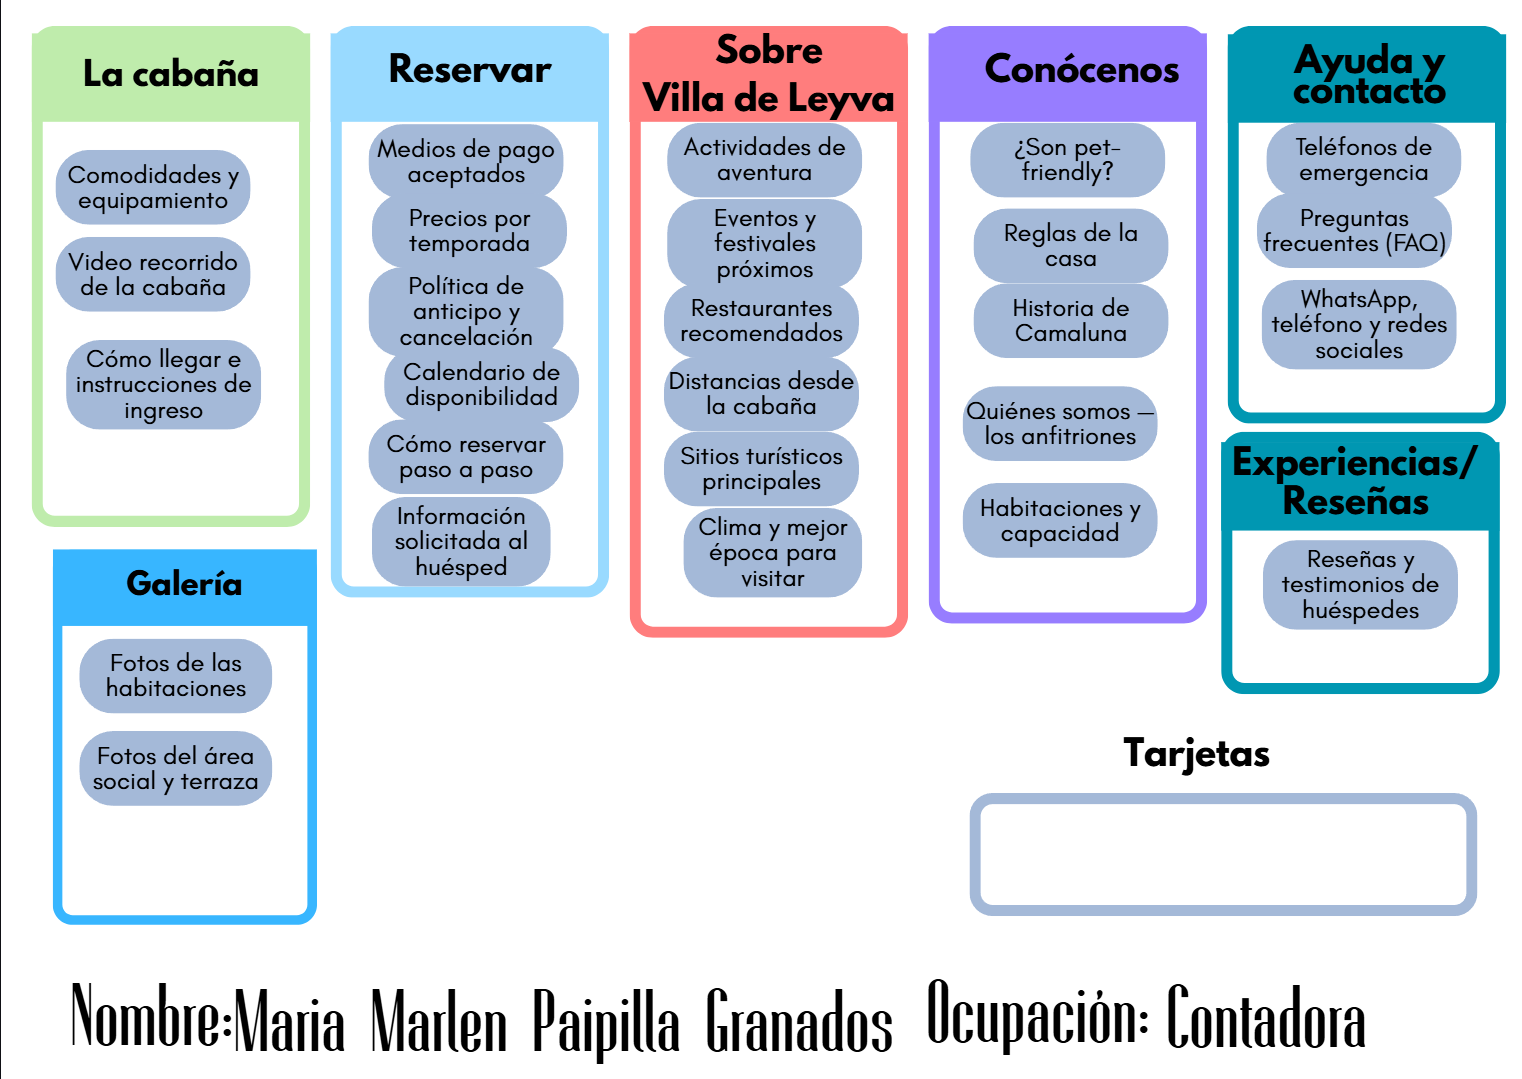 La cabaña
Comodidades y
equipamiento
Video recorrido
de la cabaña
Cómo llegar e
instrucciones de
ingreso
Galería
Fotos de las
habitaciones
Fotos del área
social y terraza
Reservar
Medios de pago
aceptados
Precios por
temporada
Política de
anticipo y
cancelación
Calendario de
disponibilidad
Cómo reservar
paso a paso
Información
solicitada al
huésped
Sobre
Villa de Leyva
Actividades de
aventura
Eventos y
festivales
próximos
Restaurantes
recomendados
Distancias desde
la cabaña
Sitios turísticos
principales
Clima y mejor
época para
visitar
Conócenos
¿Son pet-
friendly?
Reglas de la
casa
Historia de
Camaluna
Quiénes somos —
los anfitriones
Habitaciones y
capacidad
Ayuda y
contacto
Teléfonos de
emergencia
Preguntas
frecuentes (FAQ)
WhatsApp,
teléfono y redes
sociales
Experiencias/
Reseñas
Reseñas y
testimonios de
huéspedes
Tarjetas
Nombre:Maria Marlen Paipilla Granados Ocupación: Contadora